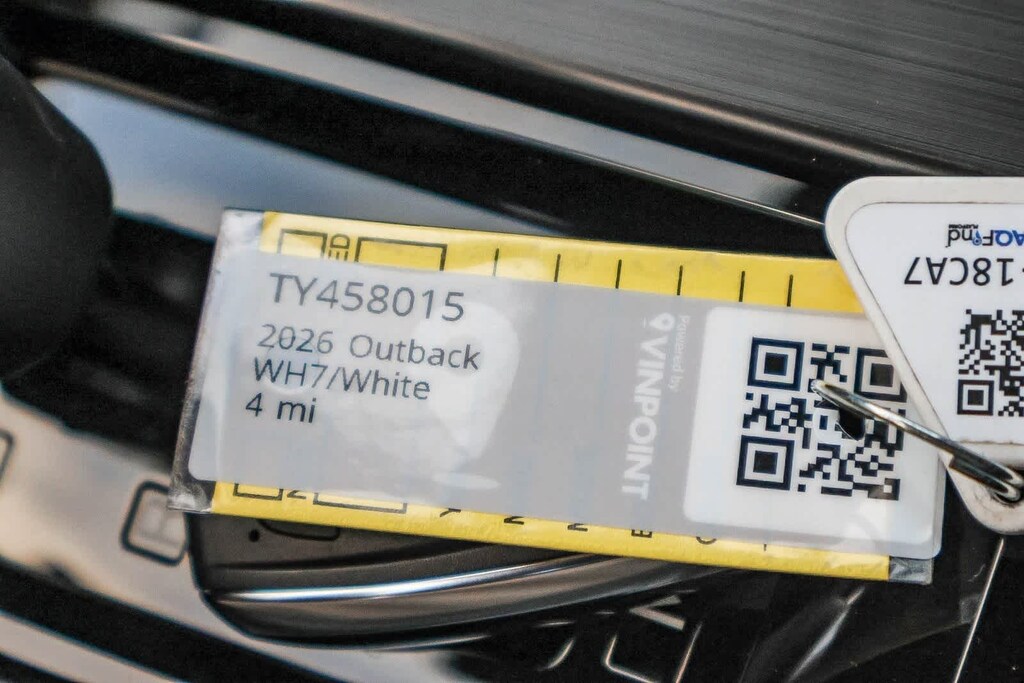 TY458015
2026 Outback
WH7/White
4 mi
Powered by
VINPOINT
18CA7